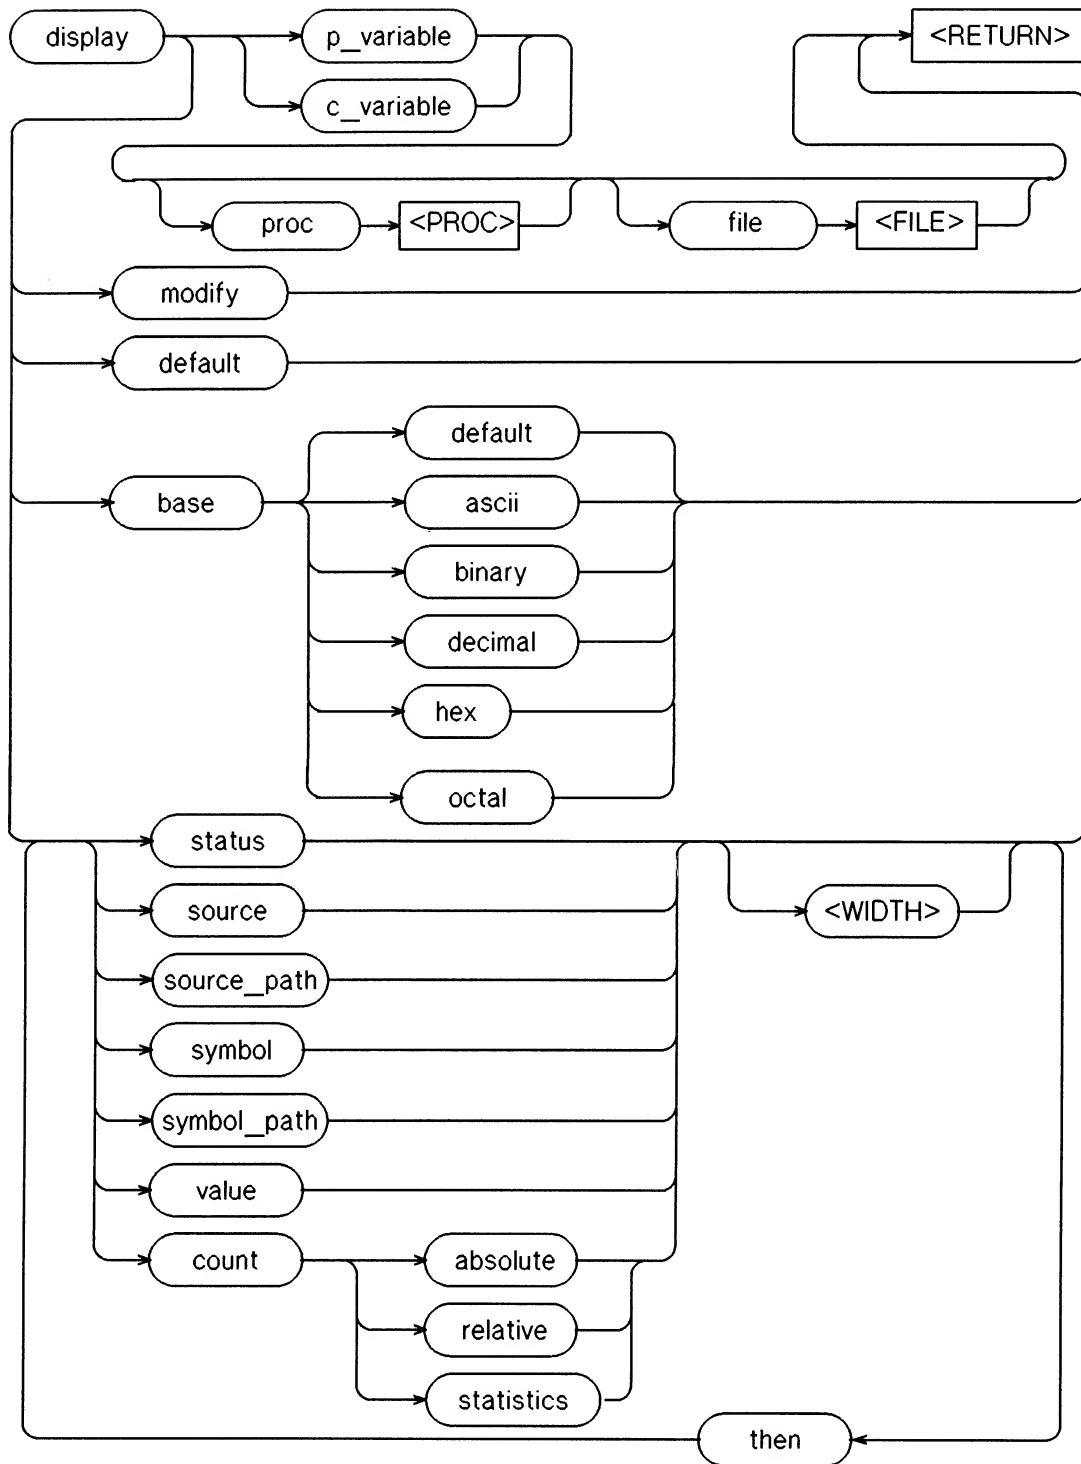 display
p_variable
<RETURN>
c_variable
proc
<PROC>
file
<FILE>
modify
default
default
base
ascii
binary
decimal
hex
octal
status
source
<WIDTH>
source_path
symbol
symbol_path
value
count
absolute
relative
statistics
then